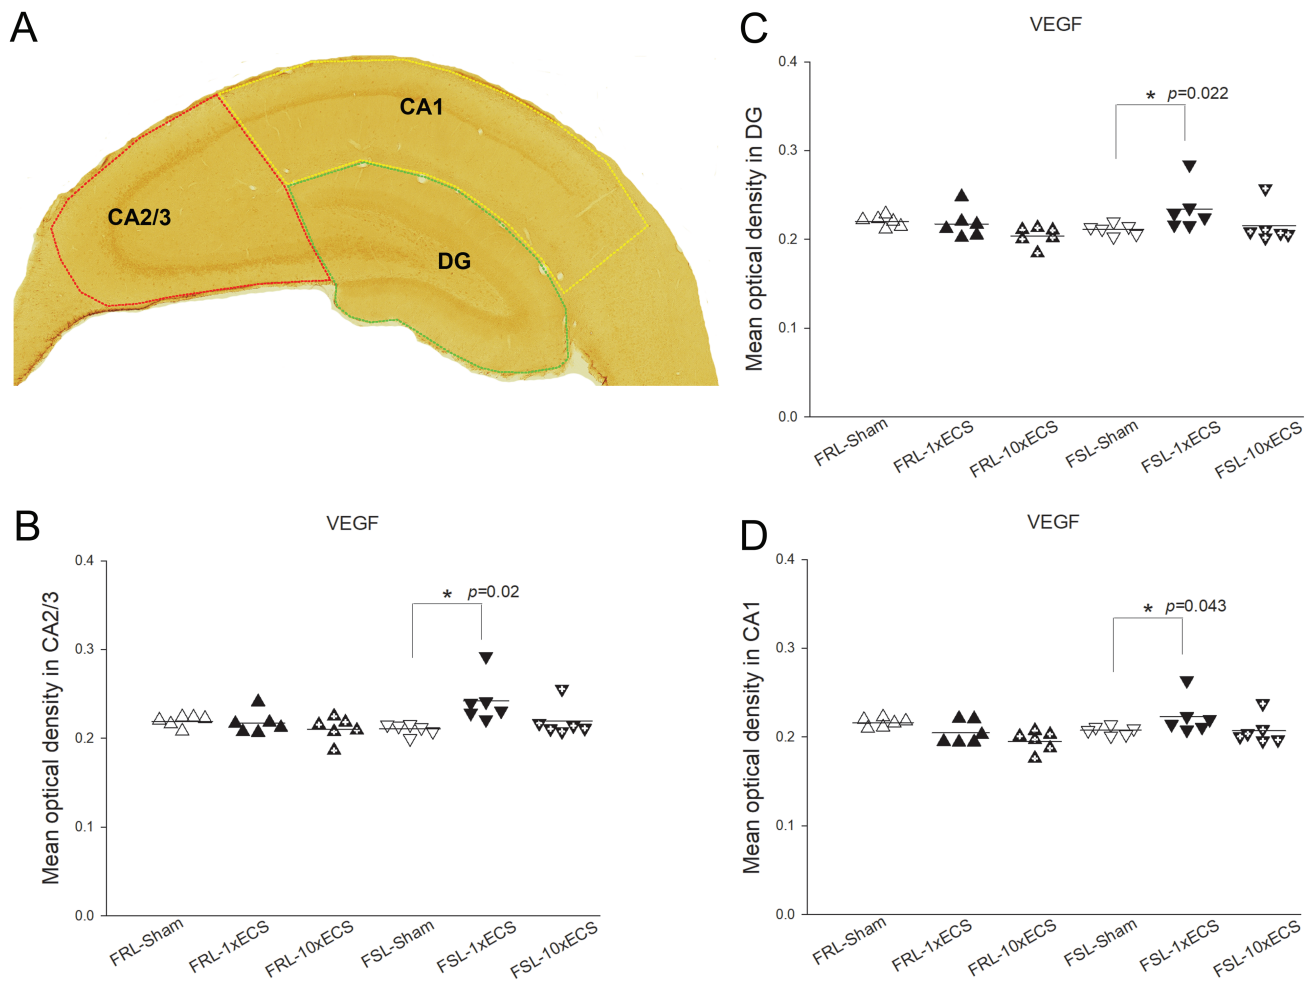 A
CA1
CA2/3
DG
C
VEGF
Mean optical density in DG
0.4
0.3
0.2
0.1
0.0
* p=0.022
FRL-Sham
FRL-1xECS
FRL-10xECS
FSL-Sham
FSL-1xECS
FSL-10xECS
B
VEGF
Mean optical density in CA2/3
0.4
0.3
0.2
0.1
0.0
* p=0.02
FRL-Sham
FRL-1xECS
FRL-10xECS
FSL-Sham
FSL-1xECS
FSL-10xECS
D
VEGF
Mean optical density in CA1
0.4
0.3
0.2
0.1
0.0
* p=0.043
FRL-Sham
FRL-1xECS
FRL-10xECS
FSL-Sham
FSL-1xECS
FSL-10xECS